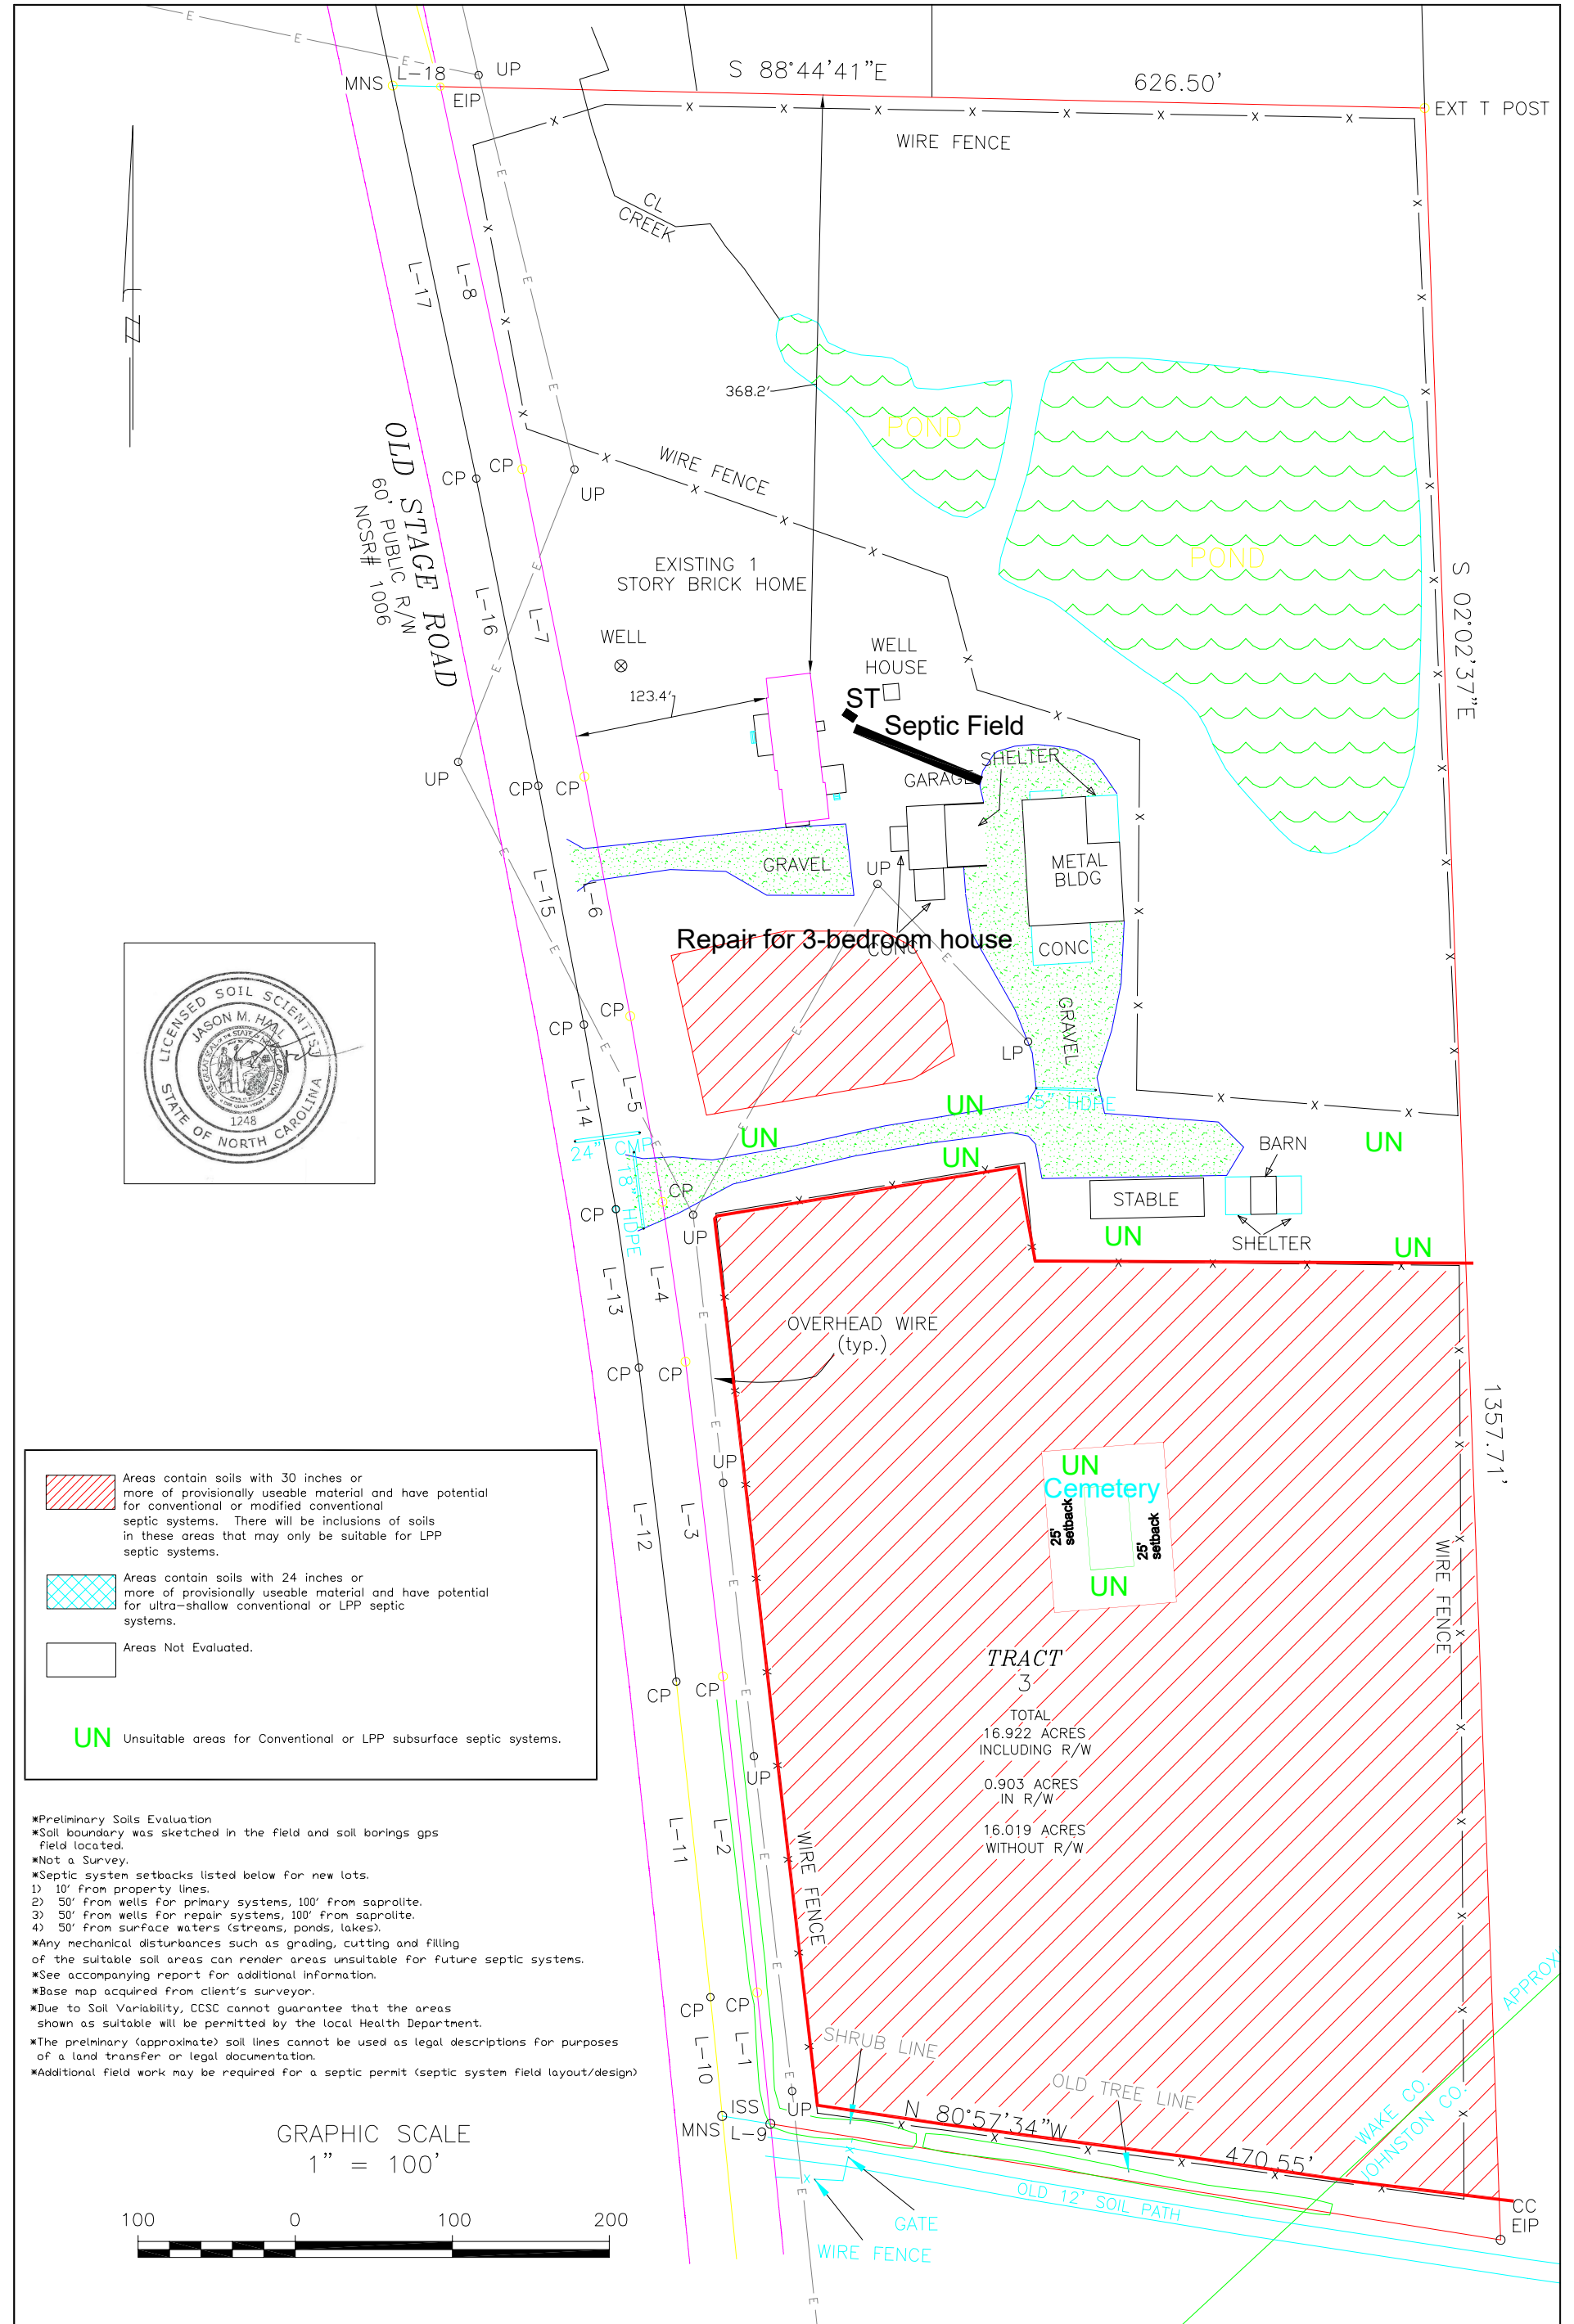 S 88°44'41"E
626.50'
UP
L-18
MNS
EIP
EXT T POST
WIRE FENCE
CL
CREEK
L-17
L-8
N
368.2'
POND
POND
OLD STAGE ROAD
60' PUBLIC R/W
NCSR# 1006
CP
CP
UP
WIRE FENCE
EXISTING 1
STORY BRICK HOME
S 02°02'37"E
L-16
L-7
WELL
WELL
HOUSE
123.4'
ST
Septic Field
SHELTER
GARAGE
UP
CP
CP
GRAVEL
METAL
BLDG
UP
L-15
L-6
Repair for 3-bedroom house
CONC
CONC
GRAVEL
CP
CP
LP
LICENSED SOIL SCIENTIST
JASON M. HALL
1248
STATE OF NORTH CAROLINA
L-14
L-5
15" HDPE
UN
UN
UN
UN
24" CMP
18" HDPE
BARN
CP
CP
UP
STABLE
SHELTER
UN
UN
L-13
L-4
OVERHEAD WIRE
(typ.)
CP
CP
1357.71'
UP
UN
Cemetery
25'
setback
25'
setback
UN
L-12
L-3
WIRE FENCE
Areas contain soils with 30 inches or
more of provisionally useable material and have potential
for conventional or modified conventional
septic systems. There will be inclusions of soils
in these areas that may only be suitable for LPP
septic systems.
Areas contain soils with 24 inches or
more of provisionally useable material and have potential
for ultra-shallow conventional or LPP septic
systems.
Areas Not Evaluated.
UN Unsuitable areas for Conventional or LPP subsurface septic systems.
TRACT
3
TOTAL
16.922 ACRES
INCLUDING R/W
0.903 ACRES
IN R/W
16.019 ACRES
WITHOUT R/W
CP
CP
UP
L-11
L-2
WIRE FENCE
*Preliminary Soils Evaluation
*Soil boundary was sketched in the field and soil borings gps
field located.
*Not a Survey.
*Septic system setbacks listed below for new lots.
1) 10' from property lines.
2) 50' from wells for primary systems, 100' from saprolite.
3) 50' from wells for repair systems, 100' from saprolite.
4) 50' from surface waters (streams, ponds, lakes).
*Any mechanical disturbances such as grading, cutting and filling
of the suitable soil areas can render areas unsuitable for future septic systems.
*See accompanying report for additional information.
*Base map acquired from client's surveyor.
*Due to Soil Variability, CCSC cannot guarantee that the areas
shown as suitable will be permitted by the local Health Department.
*The prelminary (approximate) soil lines cannot be used as legal descriptions for purposes
of a land transfer or legal documentation.
*Additional field work may be required for a septic permit (septic system field layout/design)
CP
CP
L-10
L-1
SHRUB LINE
OLD TREE LINE
APPROXI
WAKE CO.
JOHNSTON CO.
ISS
UP
MNS
L-9
N 80°57'34"W
470.55'
OLD 12' SOIL PATH
GATE
WIRE FENCE
CC
EIP
GRAPHIC SCALE
1" = 100'
100 0 100 200